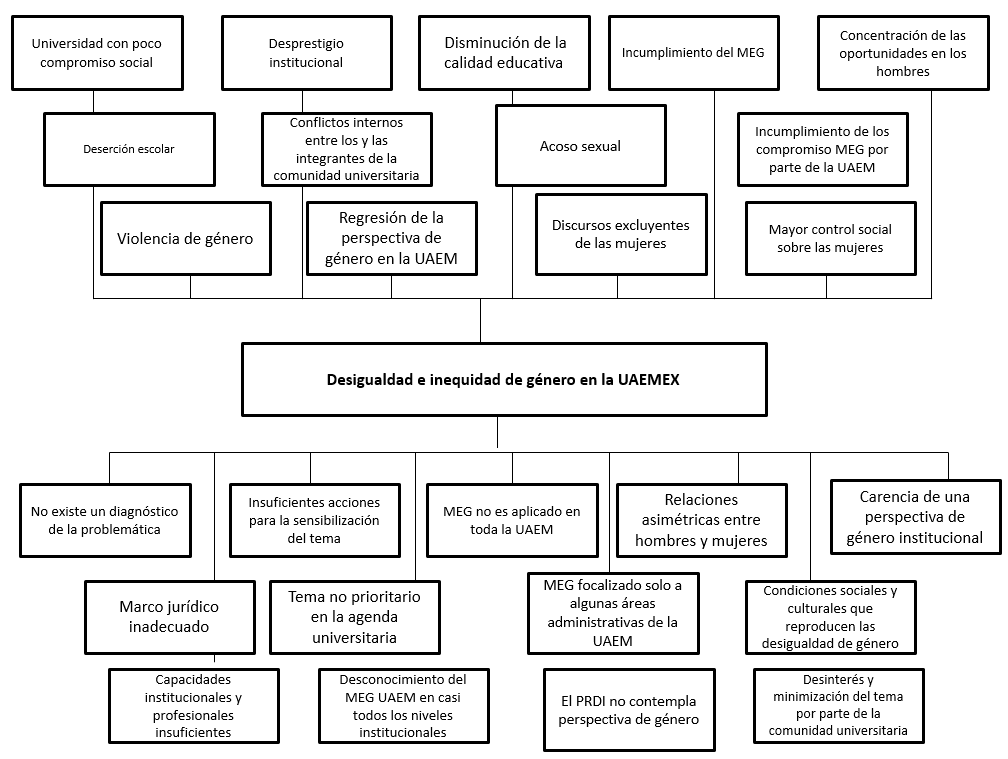 Universidad con poco
compromiso social
Desprestigio
institucional
Disminución de la
calidad educativa
Incumplimiento del MEG
Concentración de las
oportunidades en los
hombres
Deserción escolar
Conflictos internos
entre los y las
integrantes de la
comunidad universitaria
Acoso sexual
Incumplimiento de los
compromiso MEG por
parte de la UAEM
Violencia de género
Regresión de la
perspectiva de
género en la UAEM
Discursos excluyentes
de las mujeres
Mayor control social
sobre las mujeres
Desigualdad e inequidad de género en la UAEMEX
No existe un diagnóstico
de la problemática
Insuficientes acciones
para la sensibilización
del tema
MEG no es aplicado en
toda la UAEM
Relaciones
asimétricas entre
hombres y mujeres
Carencia de una
perspectiva de
género institucional
Marco jurídico
inadecuado
Tema no prioritario
en la agenda
universitaria
MEG focalizado solo a
algunas áreas
administrativas de la
UAEM
Condiciones sociales y
culturales que
reproducen las
desigualdad de género
Capacidades
institucionales y
profesionales
insuficientes
Desconocimiento del
MEG UAEM en casi
todos los niveles
institucionales
El PRDI no contempla
perspectiva de género
Desinterés y
minimización del tema
por parte de la
comunidad universitaria